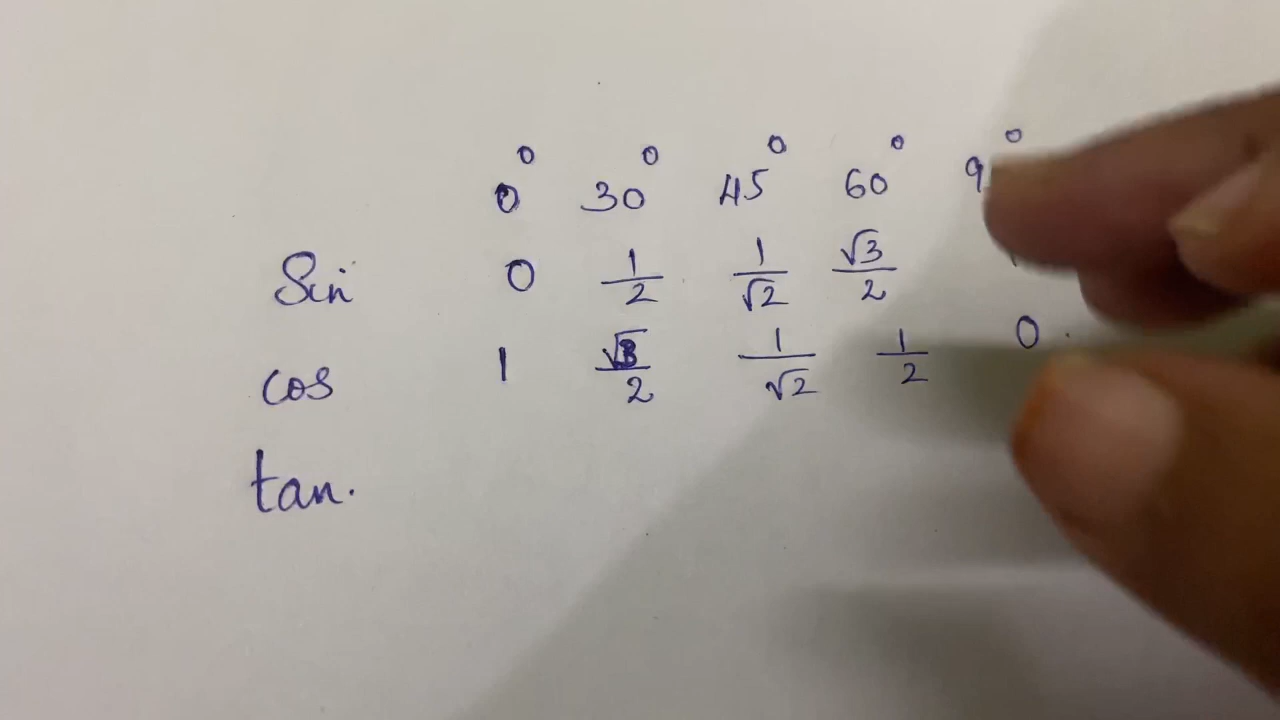 0° 30° 45° 60° 9 °
Sin 0 1/2 1/√2 √3/2
cos 1 √3/2 1/√2 1/2 0.
tan.